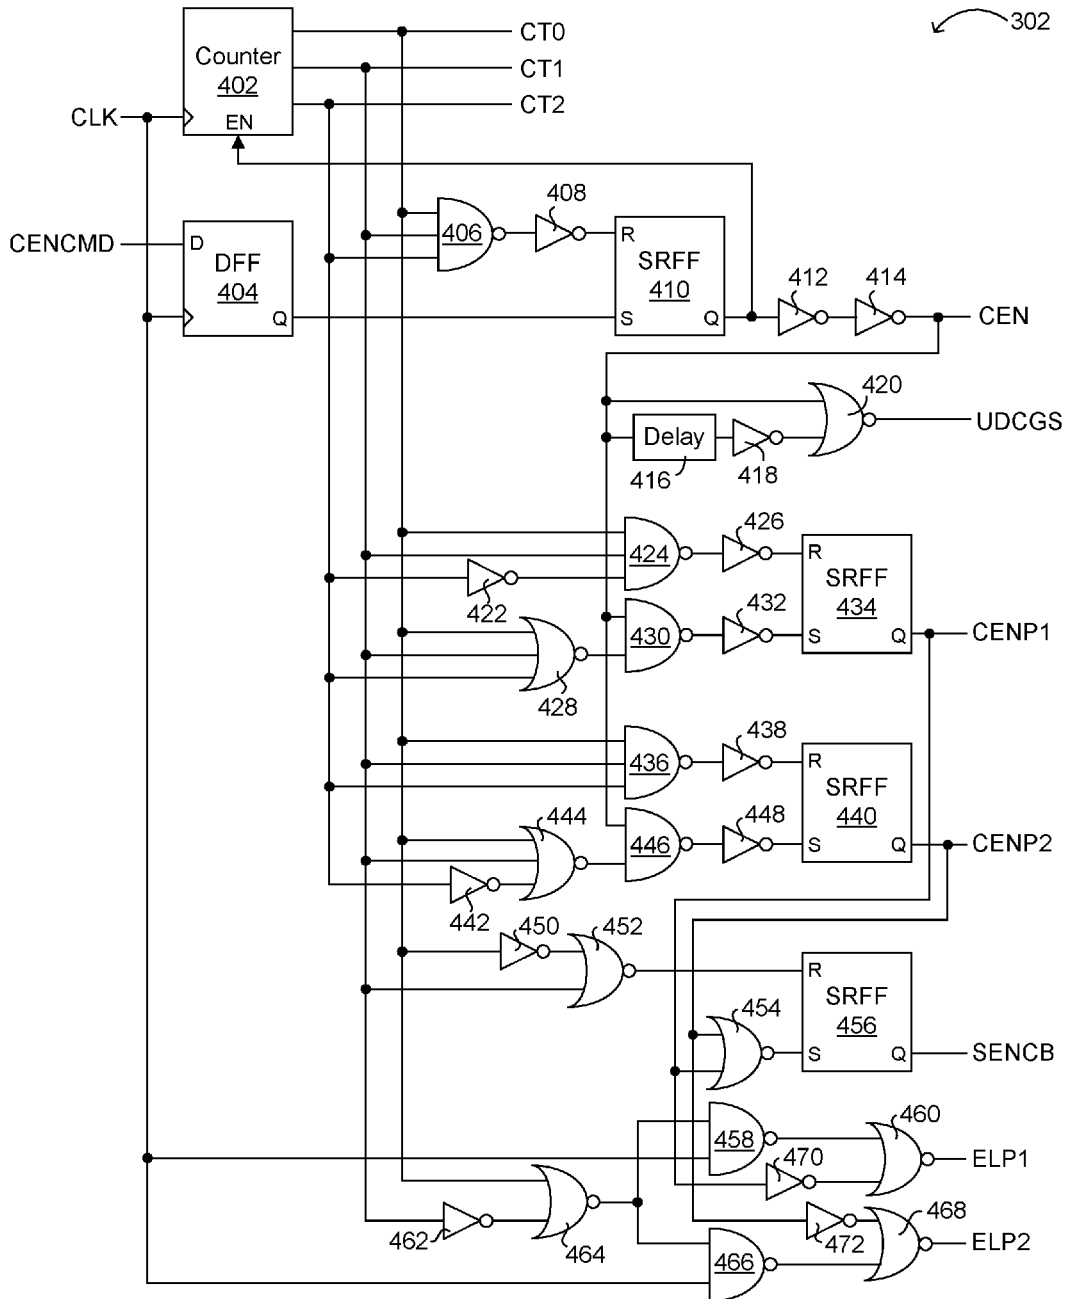 302
CT0
Counter
402
CT1
CT2
CLK
EN
408
CENCMD
D
DFF
404
Q
406
R
SRFF
410
S
Q
412
414
CEN
420
UDCGS
Delay
416
418
426
424
R
SRFF
434
422
432
430
S
Q
CENP1
428
438
436
R
SRFF
440
444
448
446
S
Q
CENP2
442
450
452
R
SRFF
456
454
S
Q
SENCB
460
458
470
ELP1
468
462
464
472
ELP2
466